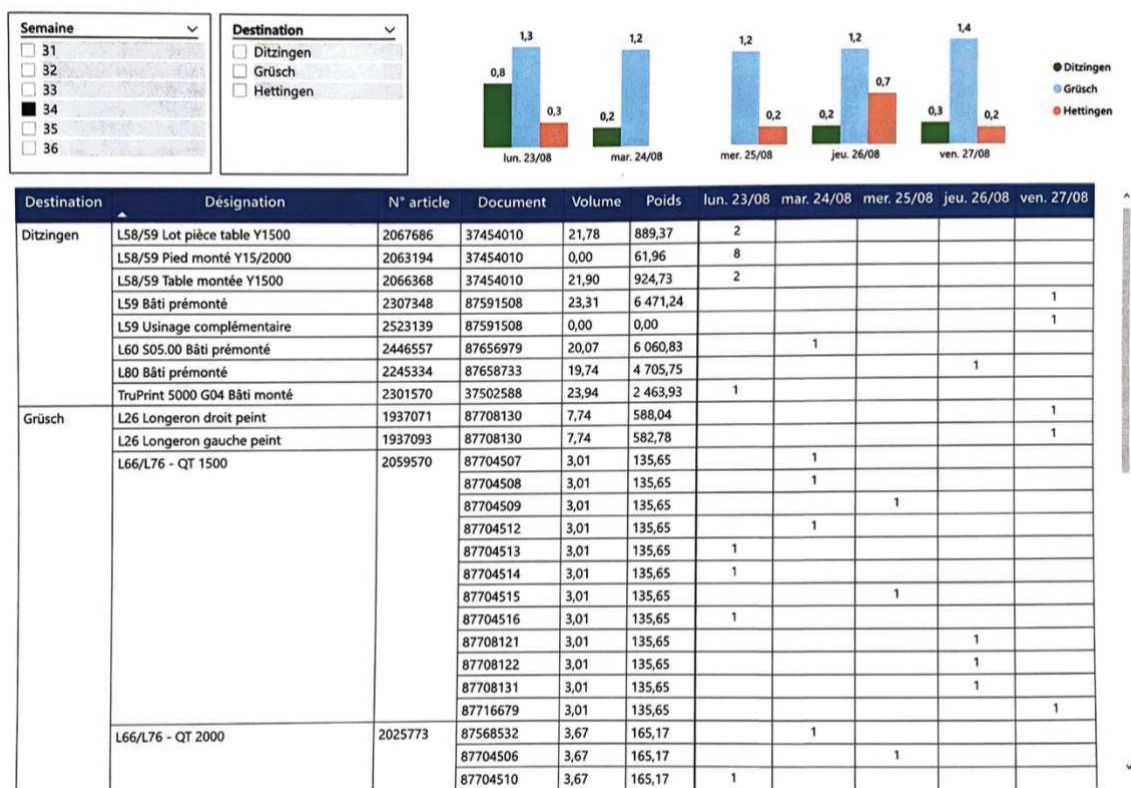 Semaine
31
32
33
34
35
36
Destination
Ditzingen
Grüsch
Hettingen
0,8 1,3 0,3
lun. 23/08
0,2 1,2
mar. 24/08
1,2 0,2
mer. 25/08
0,2 1,2 0,7
jeu. 26/08
0,3 1,4 0,2
ven. 27/08
Ditzingen
Grüsch
Hettingen
Destination Désignation N° article Document Volume Poids lun. 23/08 mar. 24/08 mer. 25/08 jeu. 26/08 ven. 27/08
Ditzingen L58/59 Lot pièce table Y1500 2067686 37454010 21,78 889,37 2
L58/59 Pied monté Y15/2000 2063194 37454010 0,00 61,96 8
L58/59 Table montée Y1500 2066368 37454010 21,90 924,73 2
L59 Bâti prémonté 2307348 87591508 23,31 6 471,24 1
L59 Usinage complémentaire 2523139 87591508 0,00 0,00 1
L60 S05.00 Bâti prémonté 2446557 87656979 20,07 6 060,83 1
L80 Bâti prémonté 2245334 87658733 19,74 4 705,75 1
TruPrint 5000 G04 Bâti monté 2301570 37502588 23,94 2 463,93 1
Grüsch L26 Longeron droit peint 1937071 87708130 7,74 588,04 1
L26 Longeron gauche peint 1937093 87708130 7,74 582,78 1
L66/L76 - QT 1500 2059570 87704507 3,01 135,65 1
87704508 3,01 135,65 1
87704509 3,01 135,65 1
87704512 3,01 135,65 1
87704513 3,01 135,65 1
87704514 3,01 135,65 1
87704515 3,01 135,65 1
87704516 3,01 135,65 1
87708121 3,01 135,65 1
87708122 3,01 135,65 1
87708131 3,01 135,65 1
87716679 3,01 135,65 1
L66/L76 - QT 2000 2025773 87568532 3,67 165,17 1
87704506 3,67 165,17 1
87704510 3,67 165,17 1